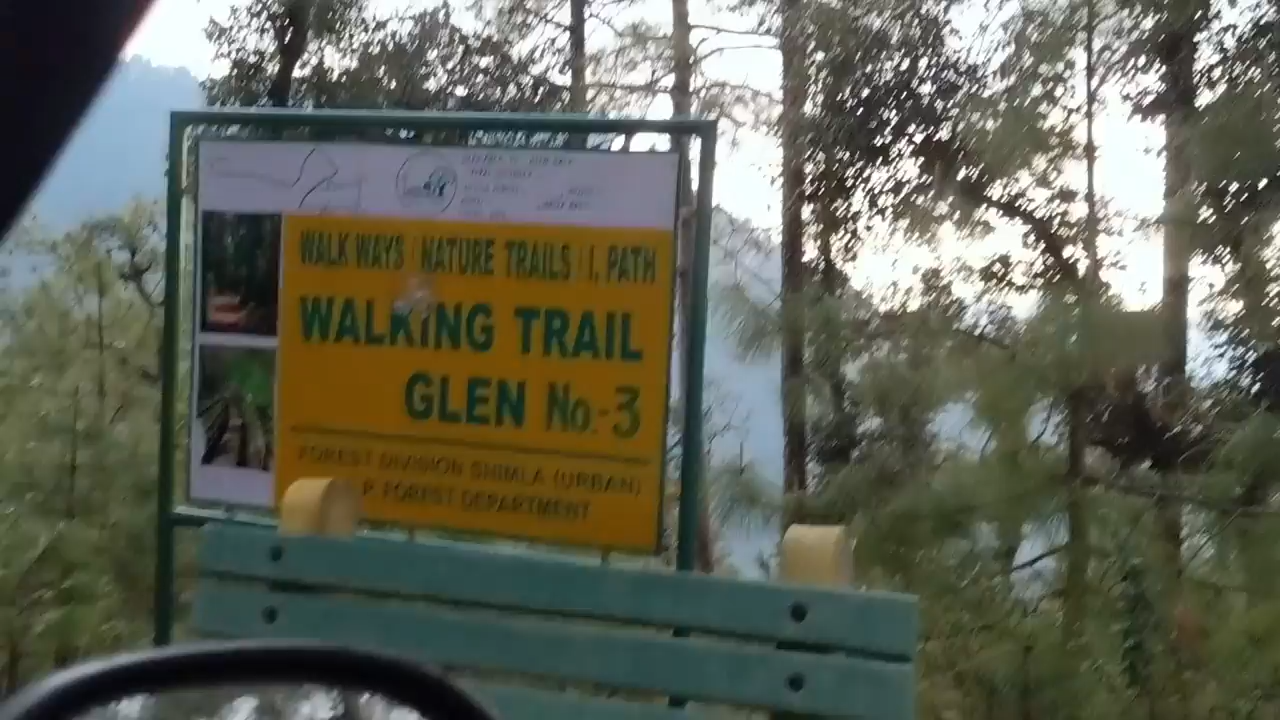 WALK WAYS / NATURE TRAILS / I. PATH
WALKING TRAIL
GLEN No.-3
FOREST DIVISION SHIMLA (URBAN)
P. FOREST DEPARTMENT